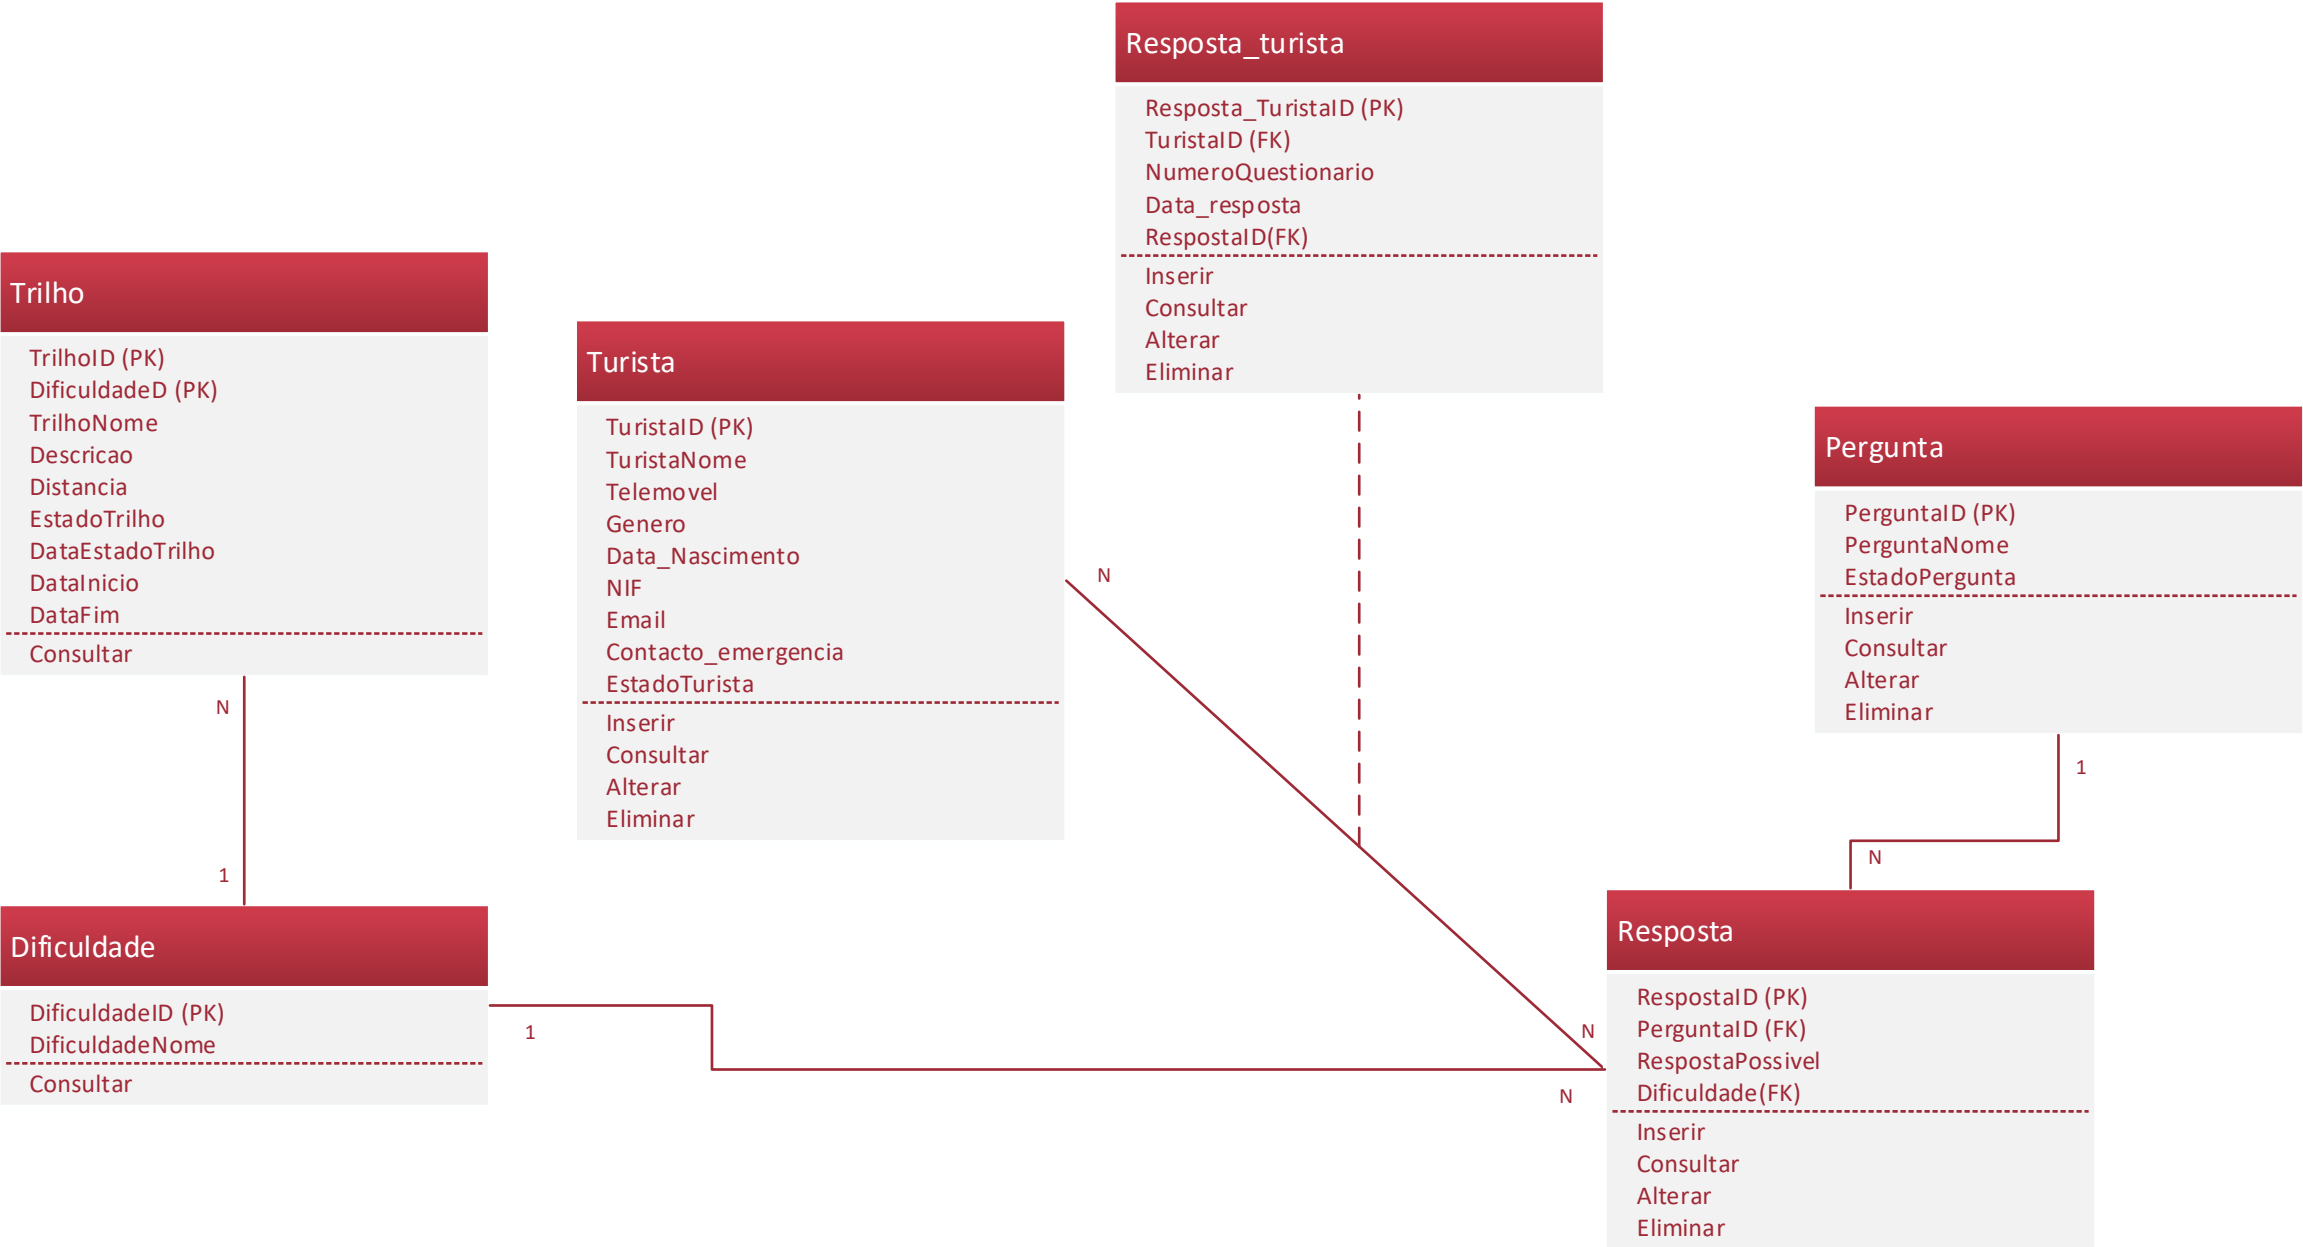 Resposta_turista
Resposta_TuristaID (PK)
TuristaID (FK)
NumeroQuestionario
Data_resposta
RespostaID(FK)
Inserir
Consultar
Alterar
Eliminar
Trilho
TrilhoID (PK)
DificuldadeD (PK)
TrilhoNome
Descricao
Distancia
EstadoTrilho
DataEstadoTrilho
DataInicio
DataFim
Consultar
N
1
Turista
TuristaID (PK)
TuristaNome
Telemovel
Genero
Data_Nascimento
NIF
Email
Contacto_emergencia
EstadoTurista
Inserir
Consultar
Alterar
Eliminar
N
N
Pergunta
PerguntaID (PK)
PerguntaNome
EstadoPergunta
Inserir
Consultar
Alterar
Eliminar
1
N
Dificuldade
DificuldadeID (PK)
DificuldadeNome
Consultar
1
N
Resposta
RespostaID (PK)
PerguntaID (FK)
RespostaPossivel
Dificuldade(FK)
Inserir
Consultar
Alterar
Eliminar